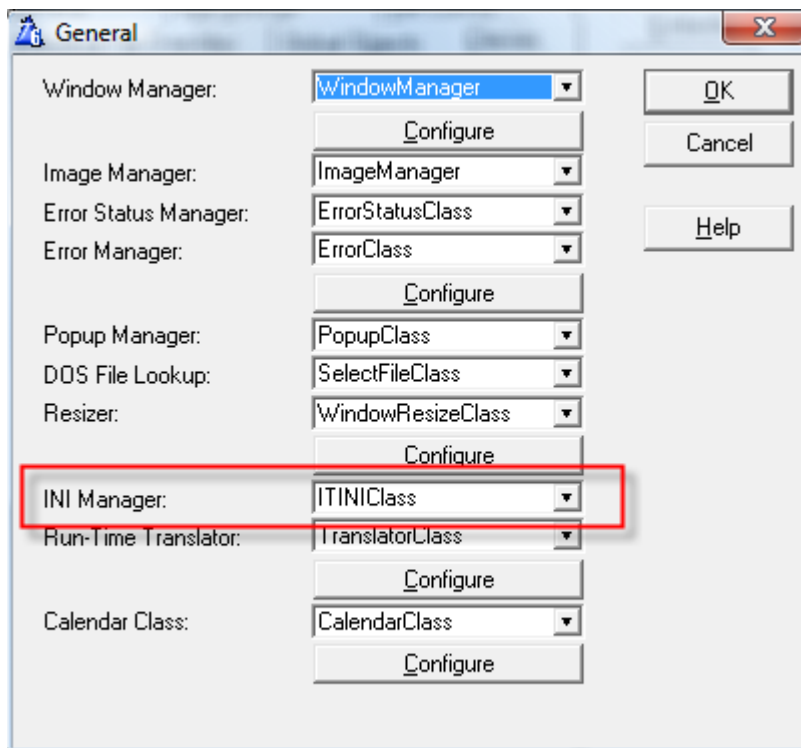 General
Window Manager: WindowManager OK
Configure
Cancel
Image Manager: ImageManager
Error Status Manager: ErrorStatusClass
Help
Error Manager: ErrorClass
Configure
Popup Manager: PopupClass
DOS File Lookup: SelectFileClass
Resizer: WindowResizeClass
Configure
INI Manager: ITINIClass
Run-Time Translator: TranslatorClass
Configure
Calendar Class: CalendarClass
Configure